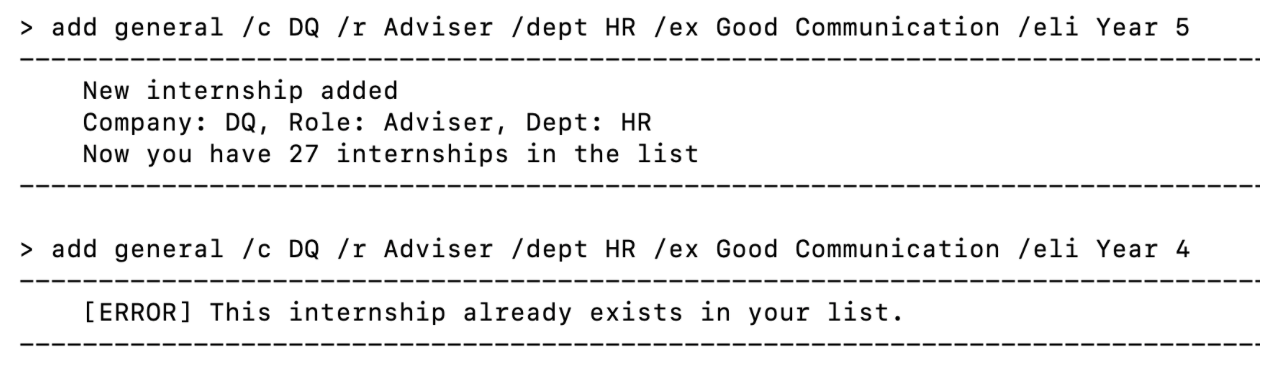 > add general /c DQ /r Adviser /dept HR /ex Good Communication /eli Year 5
--------------------------------------------------------------------------------
New internship added
Company: DQ, Role: Adviser, Dept: HR
Now you have 27 internships in the list
--------------------------------------------------------------------------------
> add general /c DQ /r Adviser /dept HR /ex Good Communication /eli Year 4
--------------------------------------------------------------------------------
[ERROR] This internship already exists in your list.
--------------------------------------------------------------------------------